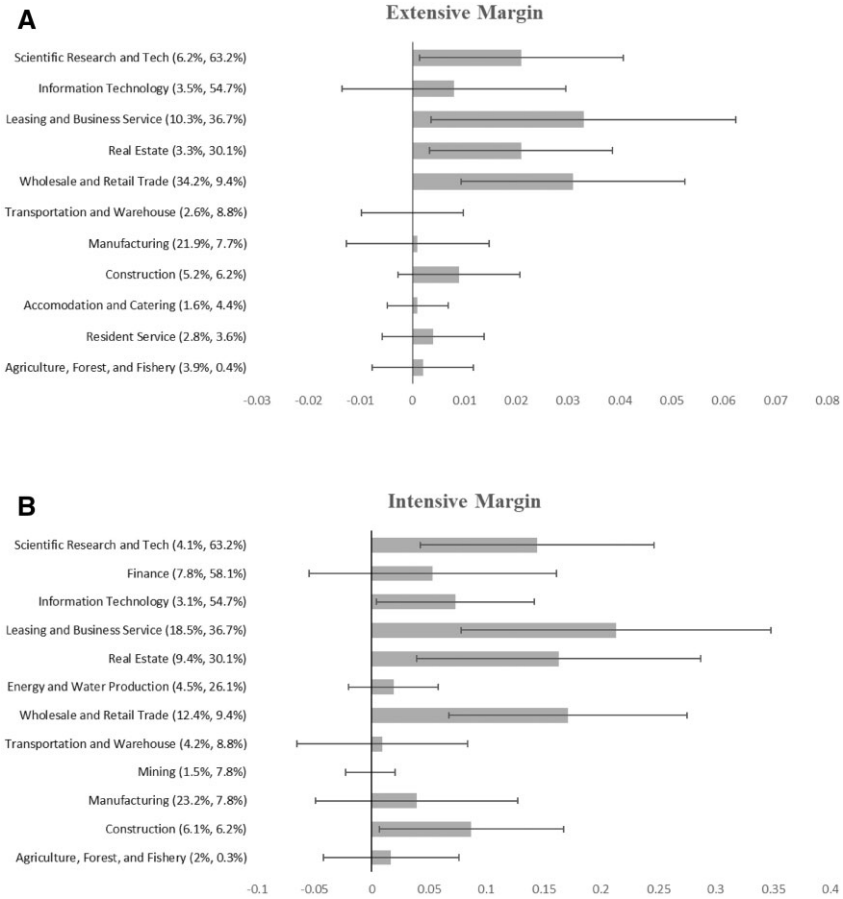 A
Extensive Margin
Scientific Research and Tech (6.2%, 63.2%)
Information Technology (3.5%, 54.7%)
Leasing and Business Service (10.3%, 36.7%)
Real Estate (3.3%, 30.1%)
Wholesale and Retail Trade (34.2%, 9.4%)
Transportation and Warehouse (2.6%, 8.8%)
Manufacturing (21.9%, 7.7%)
Construction (5.2%, 6.2%)
Accomodation and Catering (1.6%, 4.4%)
Resident Service (2.8%, 3.6%)
Agriculture, Forest, and Fishery (3.9%, 0.4%)
-0.03 -0.02 -0.01 0 0.01 0.02 0.03 0.04 0.05 0.06 0.07 0.08
B
Intensive Margin
Scientific Research and Tech (4.1%, 63.2%)
Finance (7.8%, 58.1%)
Information Technology (3.1%, 54.7%)
Leasing and Business Service (18.5%, 36.7%)
Real Estate (9.4%, 30.1%)
Energy and Water Production (4.5%, 26.1%)
Wholesale and Retail Trade (12.4%, 9.4%)
Transportation and Warehouse (4.2%, 8.8%)
Mining (1.5%, 7.8%)
Manufacturing (23.2%, 7.8%)
Construction (6.1%, 6.2%)
Agriculture, Forest, and Fishery (2%, 0.3%)
-0.1 -0.05 0 0.05 0.1 0.15 0.2 0.25 0.3 0.35 0.4